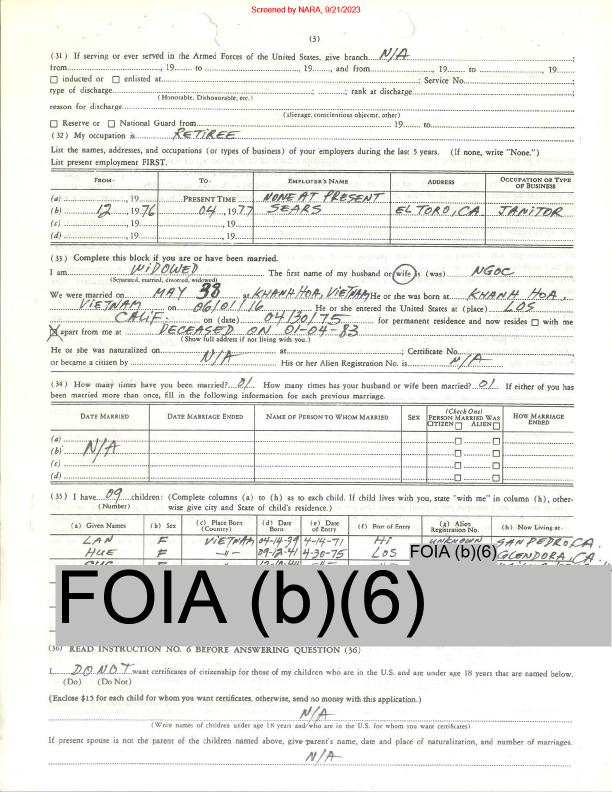 Screened by NARA, 9/21/2023
(3)
(31) If serving or ever served in the Armed Forces of the United States, give branch N/A;
from, 19 to, 19, and from, 19 to, 19;
☐ inducted or ☐ enlisted at; Service No.;
type of discharge; ; rank at discharge;
(Honorable, Dishonorable, etc.)
reason for discharge
(alienage, conscientious objector, other)
☐ Reserve or ☐ National Guard from 19 to
(32) My occupation is RETIREE
List the names, addresses, and occupations (or types of business) of your employers during the last 5 years. (If none, write "None.")
List present employment FIRST.
FROM- TO- EMPLOYER'S NAME ADDRESS OCCUPATION OR TYPE OF BUSINESS
(a) , 19 PRESENT TIME NONE AT PRESENT
(b) 12, 1976 04, 1977 SEARS EL TORO, CA. JANITOR
(c) , 19 , 19
(d) , 19 , 19
(33) Complete this block if you are or have been married.
I am WIDOWED The first name of my husband or wife is (was) NGOC
(Separated, married, divorced, widowed)
We were married on MAY 38 at KHANH HOA, VIETNAM He or she was born at KHANH HOA,
VIETNAM on 06/01/16 He or she entered the United States at (place) LOS
CALIF. on (date) 04/30/75 for permanent residence and now resides ☐ with me
☒ apart from me at DECEASED ON 01-04-83
(Show full address if not living with you.)
He or she was naturalized on N/A at; Certificate No.
or became a citizen by His or her Alien Registration No. is N/A
(34) How many times have you been married? 01 How many times has your husband or wife been married? 01 If either of you has
been married more than once, fill in the following information for each previous marriage.
DATE MARRIED DATE MARRIAGE ENDED NAME OF PERSON TO WHOM MARRIED SEX (Check One) PERSON MARRIED WAS CITIZEN ☐ ALIEN ☐ HOW MARRIAGE ENDED
(a) ☐ ☐
(b) N/A ☐ ☐
(c) ☐ ☐
(d) ☐ ☐
(35) I have 09 children: (Complete columns (a) to (h) as to each child. If child lives with you, state "with me" in column (h), other-
(Number) wise give city and State of child's residence.)
(a) Given Names (b) Sex (c) Place Born (Country) (d) Date Born (e) Date of Entry (f) Port of Entry (g) Alien Registration No. (h) Now Living at-
LAN F VIETNAM 04-14-39 4-14-71 Hi UNKNOWN SAN PEDRO, CA.
HUE F -〃- 09-12-41 4-30-75 LOS FOIA (b)(6) GLENDORA, CA.
FOIA (b)(6)
(36) READ INSTRUCTION NO. 6 BEFORE ANSWERING QUESTION (36)
I DO NOT want certificates of citizenship for those of my children who are in the U.S. and are under age 18 years that are named below.
(Do) (Do Not)
(Enclose $15 for each child for whom you want certificates, otherwise, send no money with this application.)
N/A
(Write names of children under age 18 years and who are in the U.S. for whom you want certificates)
If present spouse is not the parent of the children named above, give parent's name, date and place of naturalization, and number of marriages.
N/A